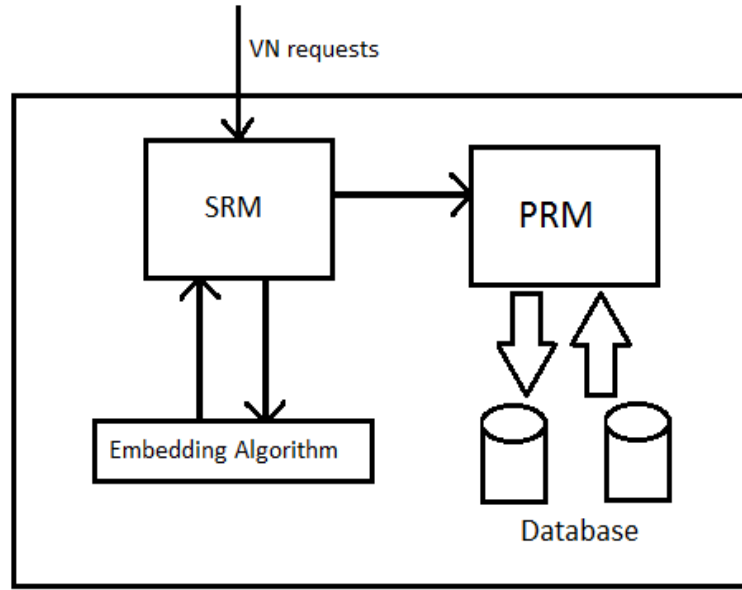 VN requests
SRM
PRM
Embedding Algorithm
Database